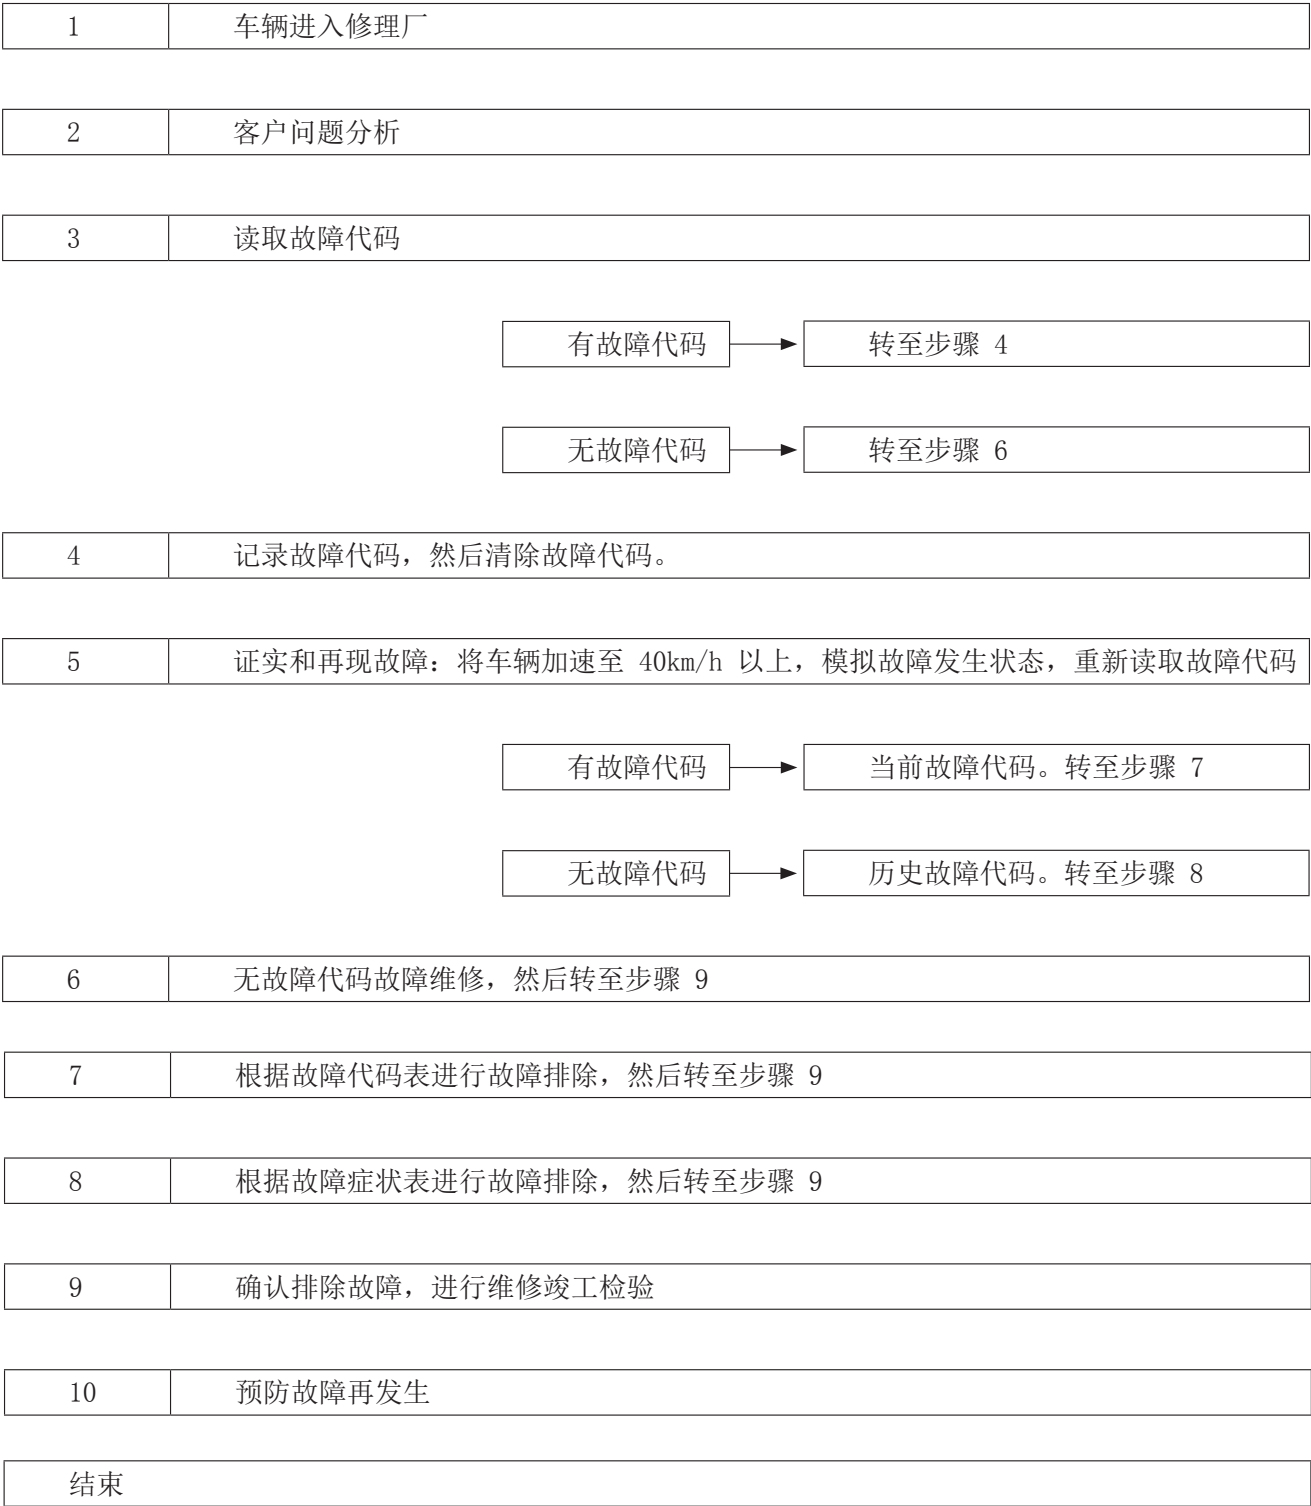 1 车辆进入修理厂
2 客户问题分析
3 读取故障代码
有故障代码 转至步骤 4
无故障代码 转至步骤 6
4 记录故障代码，然后清除故障代码。
5 证实和再现故障：将车辆加速至 40km/h 以上，模拟故障发生状态，重新读取故障代码
有故障代码 当前故障代码。转至步骤 7
无故障代码 历史故障代码。转至步骤 8
6 无故障代码故障维修，然后转至步骤 9
7 根据故障代码表进行故障排除，然后转至步骤 9
8 根据故障症状表进行故障排除，然后转至步骤 9
9 确认排除故障，进行维修竣工检验
10 预防故障再发生
结束